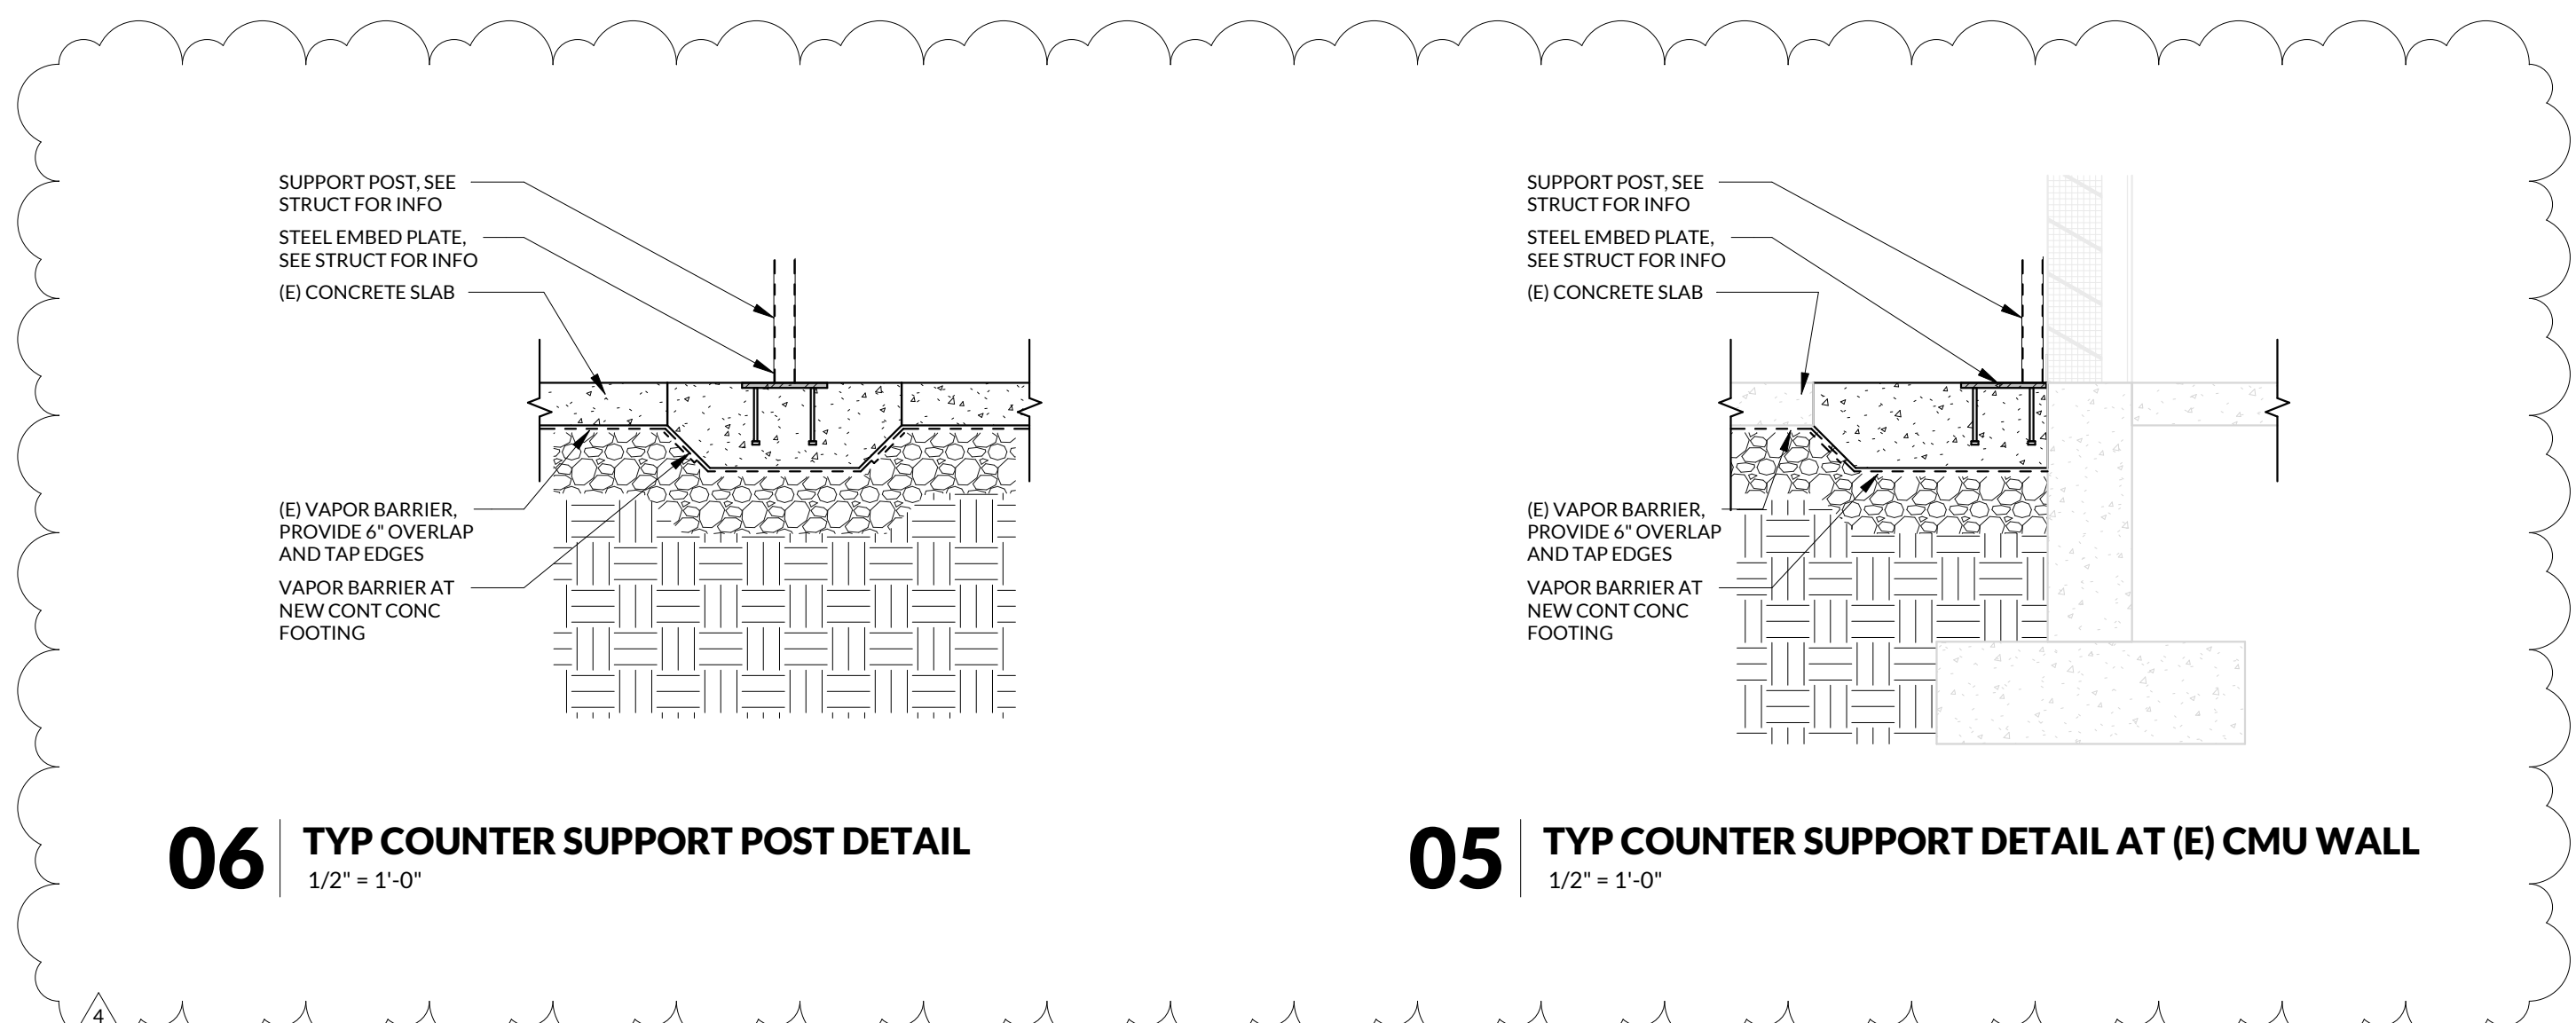 SUPPORT POST, SEE
STRUCT FOR INFO
STEEL EMBED PLATE,
SEE STRUCT FOR INFO
(E) CONCRETE SLAB
(E) VAPOR BARRIER,
PROVIDE 6" OVERLAP
AND TAP EDGES
VAPOR BARRIER AT
NEW CONT CONC
FOOTING
06
TYP COUNTER SUPPORT POST DETAIL
1/2" = 1'-0"
SUPPORT POST, SEE
STRUCT FOR INFO
STEEL EMBED PLATE,
SEE STRUCT FOR INFO
(E) CONCRETE SLAB
(E) VAPOR BARRIER,
PROVIDE 6" OVERLAP
AND TAP EDGES
VAPOR BARRIER AT
NEW CONT CONC
FOOTING
05
TYP COUNTER SUPPORT DETAIL AT (E) CMU WALL
1/2" = 1'-0"
4